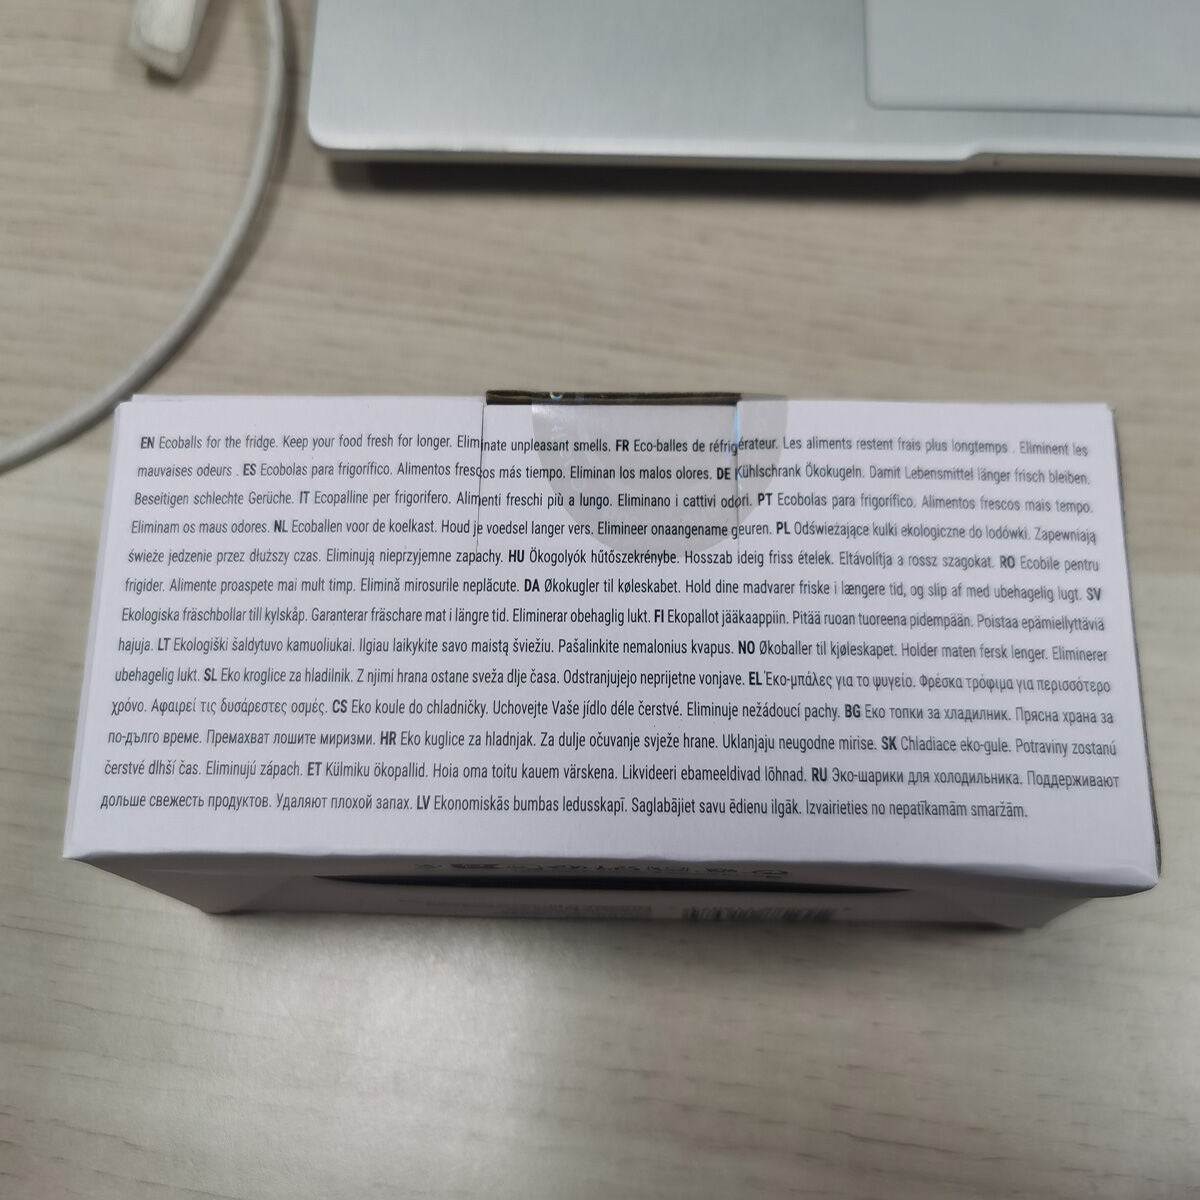 EN Ecoballs for the fridge. Keep your food fresh for longer. Eliminate unpleasant smells. FR Eco-balles de réfrigérateur. Les aliments restent frais plus longtemps . Eliminent les
mauvaises odeurs . ES Ecobolas para frigorífico. Alimentos frescos más tiempo. Eliminan los malos olores. DE Kühlschrank Ökokugeln. Damit Lebensmittel länger frisch bleiben.
Beseitigen schlechte Gerüche. IT Ecopalline per frigorifero. Alimenti freschi più a lungo. Eliminano i cattivi odori. PT Ecobolas para frigorífico. Alimentos frescos mais tempo.
Eliminam os maus odores. NL Ecoballen voor de koelkast. Houd je voedsel langer vers. Elimineer onaangename geuren. PL Odświeżające kulki ekologiczne do lodówki. Zapewniają
świeże jedzenie przez dłuższy czas. Eliminują nieprzyjemne zapachy. HU Ökogolyók hűtőszekrénybe. Hosszab ideig friss ételek. Eltávolítja a rossz szagokat. RO Ecobile pentru
frigider. Alimente proaspete mai mult timp. Elimină mirosurile neplăcute. DA Økokugler til køleskabet. Hold dine madvarer friske i længere tid, og slip af med ubehagelig lugt. SV
Ekologiska fräschbollar till kylskåp. Garanterar fräschare mat i längre tid. Eliminerar obehaglig lukt. FI Ekopallot jääkaappiin. Pitää ruoan tuoreena pidempään. Poistaa epämiellyttäviä
hajuja. LT Ekologiški šaldytuvo kamuoliukai. Ilgiau laikykite savo maistą šviežiu. Pašalinkite nemalonius kvapus. NO Økoballer til kjøleskapet. Holder maten fersk lenger. Eliminerer
ubehagelig lukt. SL Eko kroglice za hladilnik. Z njimi hrana ostane sveža dlje časa. Odstranjujejo neprijetne vonjave. EL Έκο-μπάλες για το ψυγείο. Φρέσκα τρόφιμα για περισσότερο
χρόνο. Αφαιρεί τις δυσάρεστες οσμές. CS Eko koule do chladničky. Uchovejte Vaše jídlo déle čerstvé. Eliminuje nežádoucí pachy. BG Еко топки за хладилник. Прясна храна за
по-дълго време. Премахват лошите миризми. HR Eko kuglice za hladnjak. Za dulje očuvanje svježe hrane. Uklanjaju neugodne mirise. SK Chladiace eko-gule. Potraviny zostanú
čerstvé dlhší čas. Eliminujú zápach. ET Külmiku ökopallid. Hoia oma toitu kauem värskena. Likvideeri ebameeldivad lõhnad. RU Эко-шарики для холодильника. Поддерживают
дольше свежесть продуктов. Удаляют плохой запах. LV Ekonomiskās bumbas ledusskapī. Saglabājiet savu ēdienu ilgāk. Izvairieties no nepatīkamām smaržām.